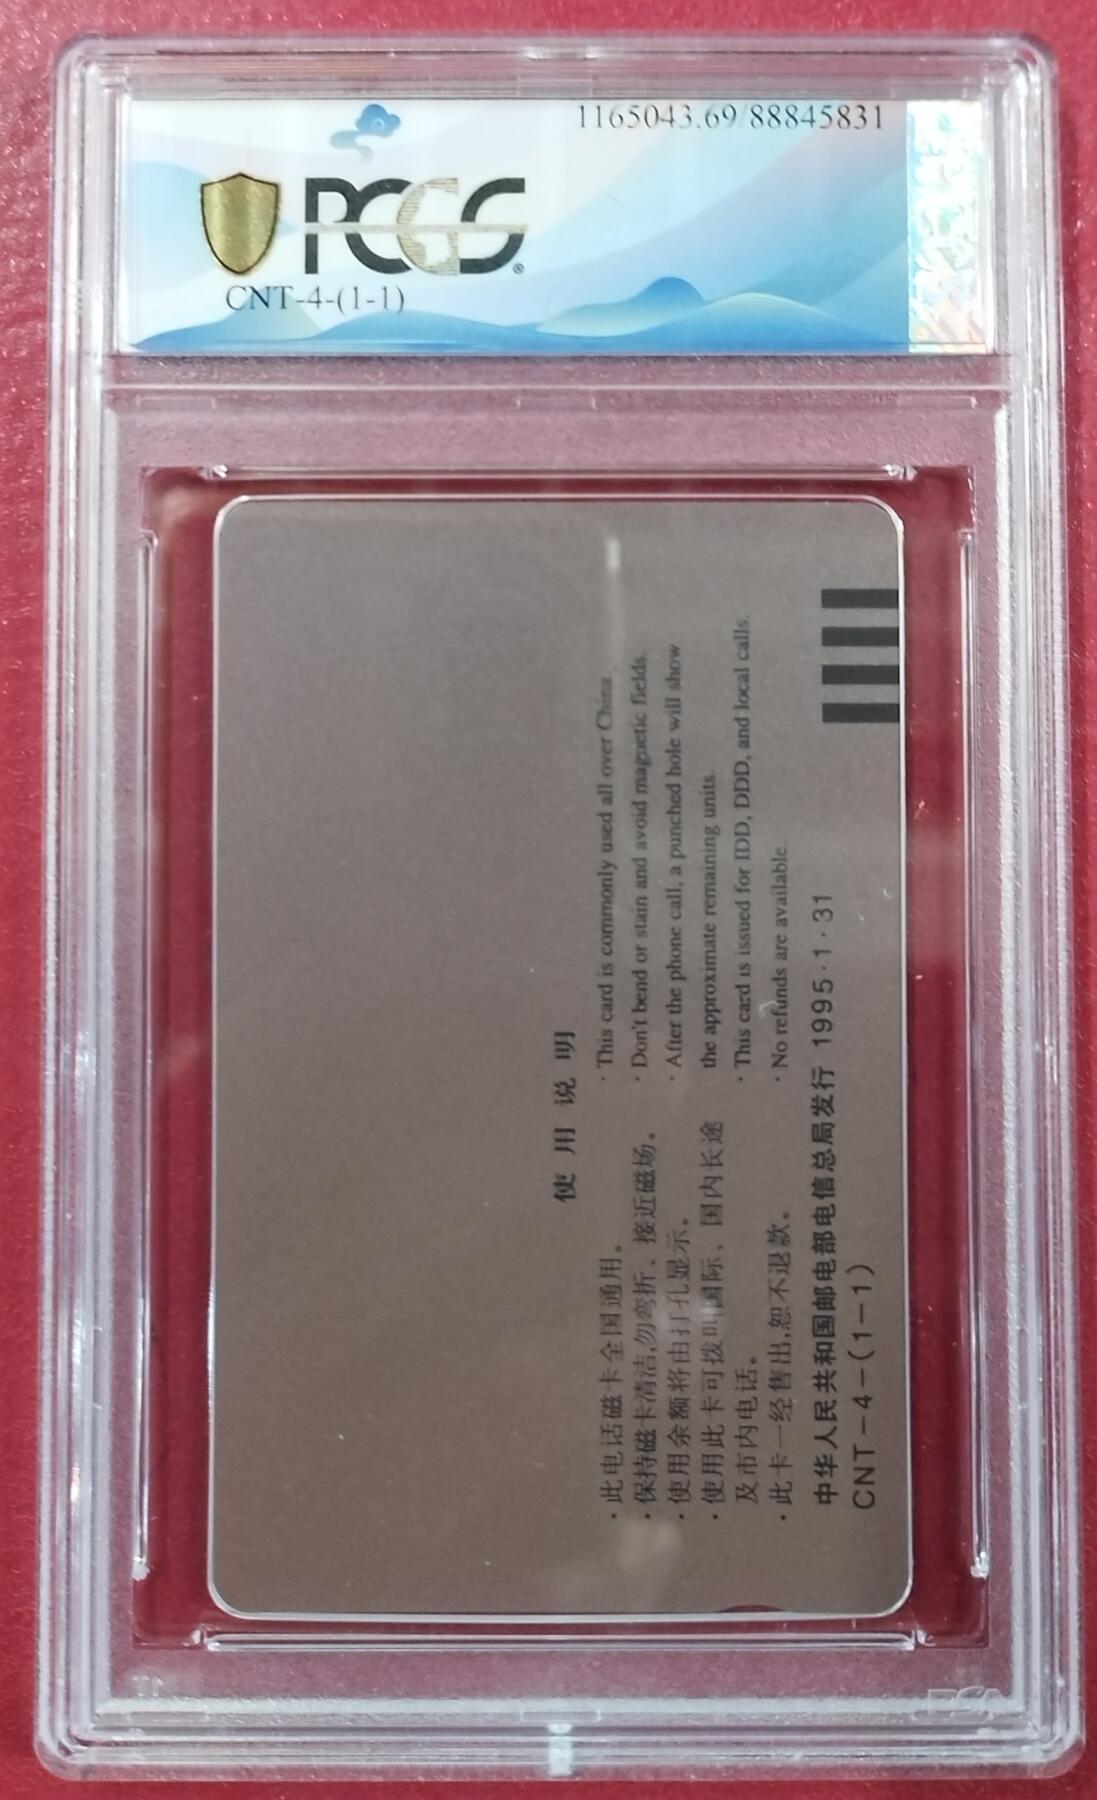 1165043.69/88845831
PCGS
CNT-4-(1-1)
使用说明
·此电话磁卡全国通用。
·保持磁卡清洁,勿弯折、接近磁场。
·使用余额将由打孔显示。
·使用此卡可拨叫国际、国内长途
及市内电话。
·此卡一经售出,恕不退款。
·This card is commonly used all over China
·Don't bend or stain and avoid magnetic fields.
·After the phone call, a punched hole will show
the approximate remaining units.
·This card is issued for IDD, DDD, and local calls.
·No refunds are available.
中华人民共和国邮电部电信总局发行 1995·1·31
CNT-4-(1-1)